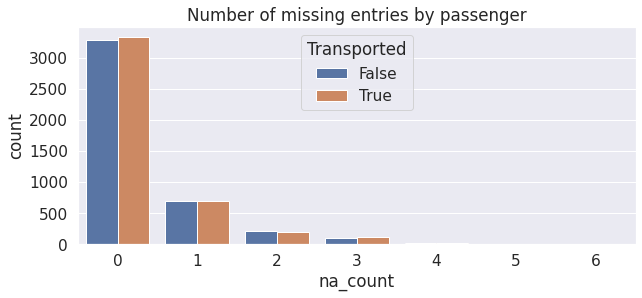 Number of missing entries by passenger
Transported
False
True
count
3000
2500
2000
1500
1000
500
0
0 1 2 3 4 5 6
na_count